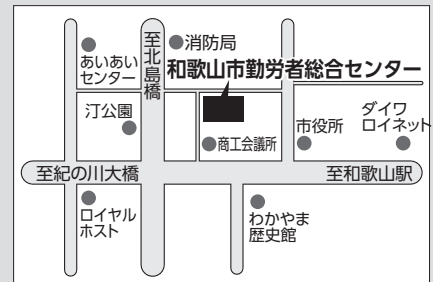 消防局
あいあい
センター
至北島橋
和歌山市勤労者総合センター
汀公園
商工会議所
市役所
ダイワ
ロイネット
至紀の川大橋
至和歌山駅
ロイヤル
ホスト
わかやま
歴史館